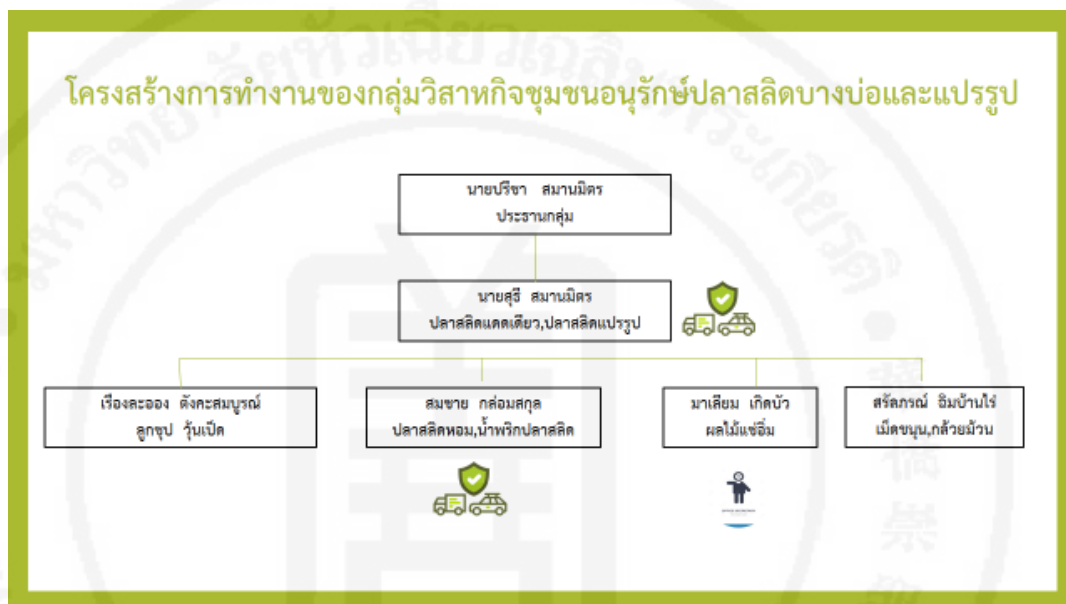 โครงสร้างการทำงานของกลุ่มวิสาหกิจชุมชนอนุรักษ์ปลาสลิดบางบ่อและแปรรูป
นายปรีชา สมานมิตร
ประธานกลุ่ม
นายสุธี สมานมิตร
ปลาสลิดแดดเดียว,ปลาสลิดแปรรูป
เรืองละออง ตังคะสมบูรณ์
ลูกชุป วุ้นเป็ด
สมชาย กล่อมสกุล
ปลาสลิดหอม,น้ำพริกปลาสลิด
มาเลียม เกิดบัว
ผลไม้แช่อิ่ม
สรัลภรณ์ อิมบ้านไร่
เม็ดขนุน,กล้วยม้วน